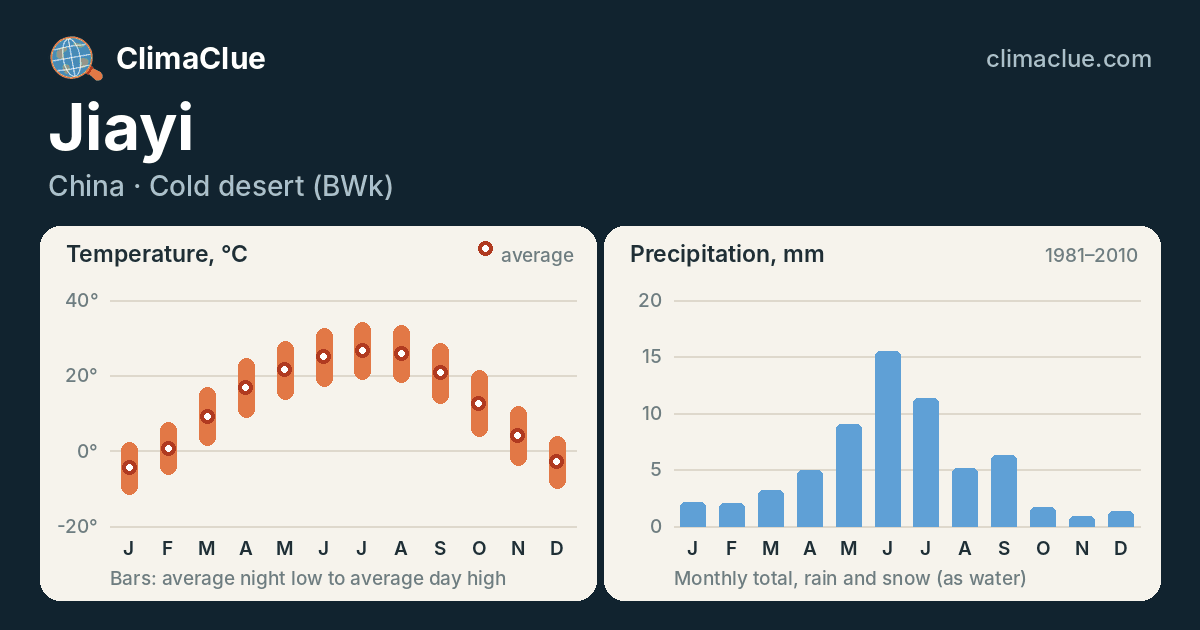 ClimaClue
climaclue.com
Jiayi
China · Cold desert (BWk)
Temperature, °C
average
40°
20°
0°
-20°
J F M A M J J A S O N D
Bars: average night low to average day high
Precipitation, mm
1981–2010
20
15
10
5
0
J F M A M J J A S O N D
Monthly total, rain and snow (as water)